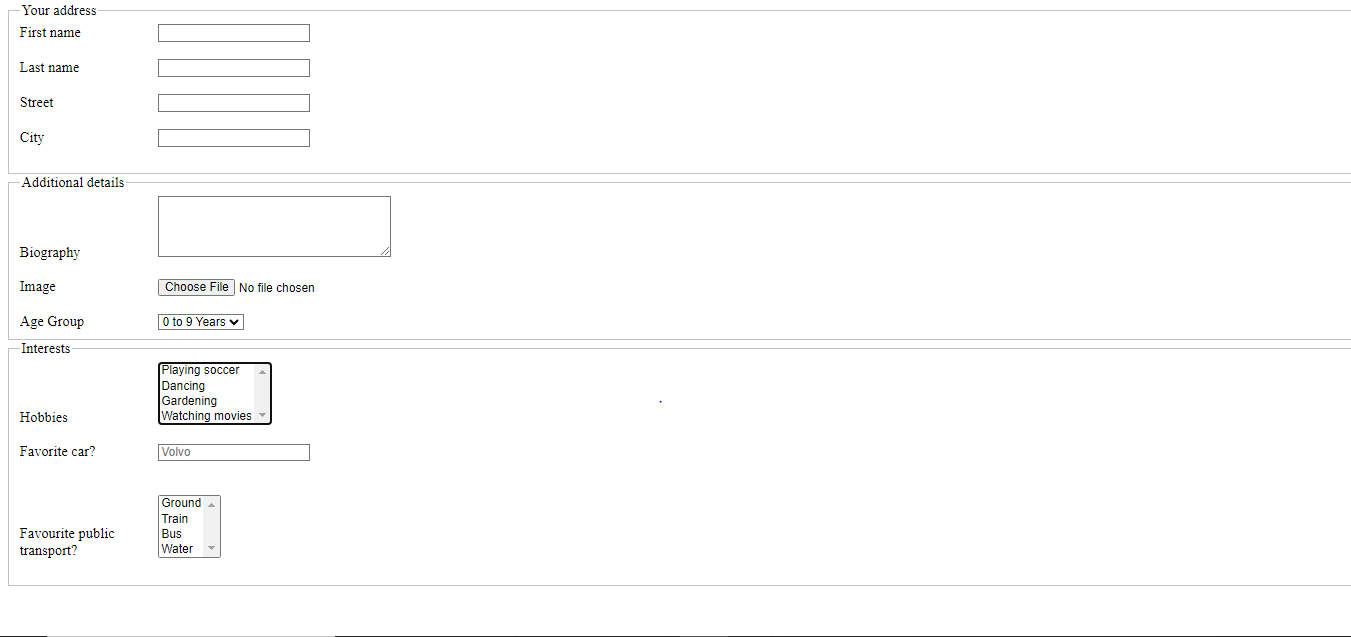 Your address
First name
Last name
Street
City
Additional details
Biography
Image Choose File No file chosen
Age Group 0 to 9 Years
Interests
Playing soccer
Dancing
Gardening
Watching movies
Hobbies
Favorite car? Volvo
Ground
Train
Bus
Water
Favourite public
transport?